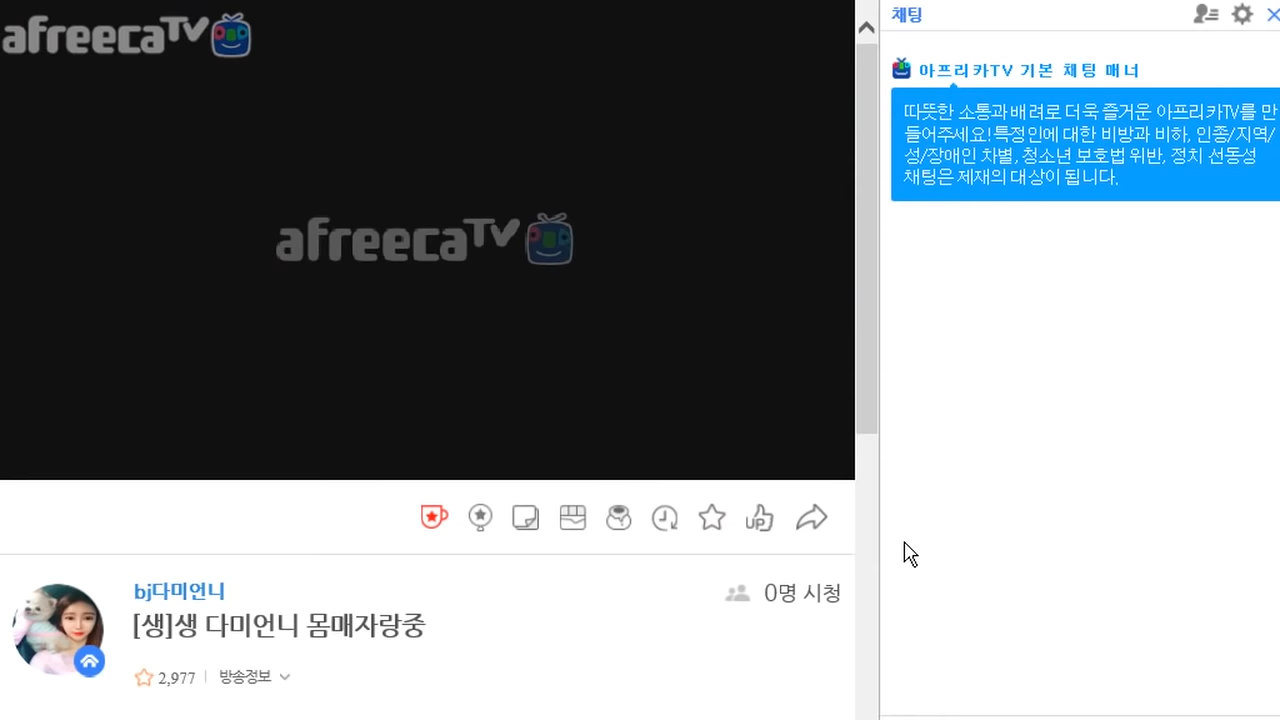 afreecaTV
afreecaTV
채팅
아프리카TV 기본 채팅 매너
따뜻한 소통과 배려로 더욱 즐거운 아프리카TV를 만
들어주세요! 특정인에 대한 비방과 비하, 인종/지역/
성/장애인 차별, 청소년 보호법 위반, 정치 선동성
채팅은 제재의 대상이 됩니다.
UP
bj다미언니
0명 시청
[생]생 다미언니 몸매자랑중
2,977
방송정보